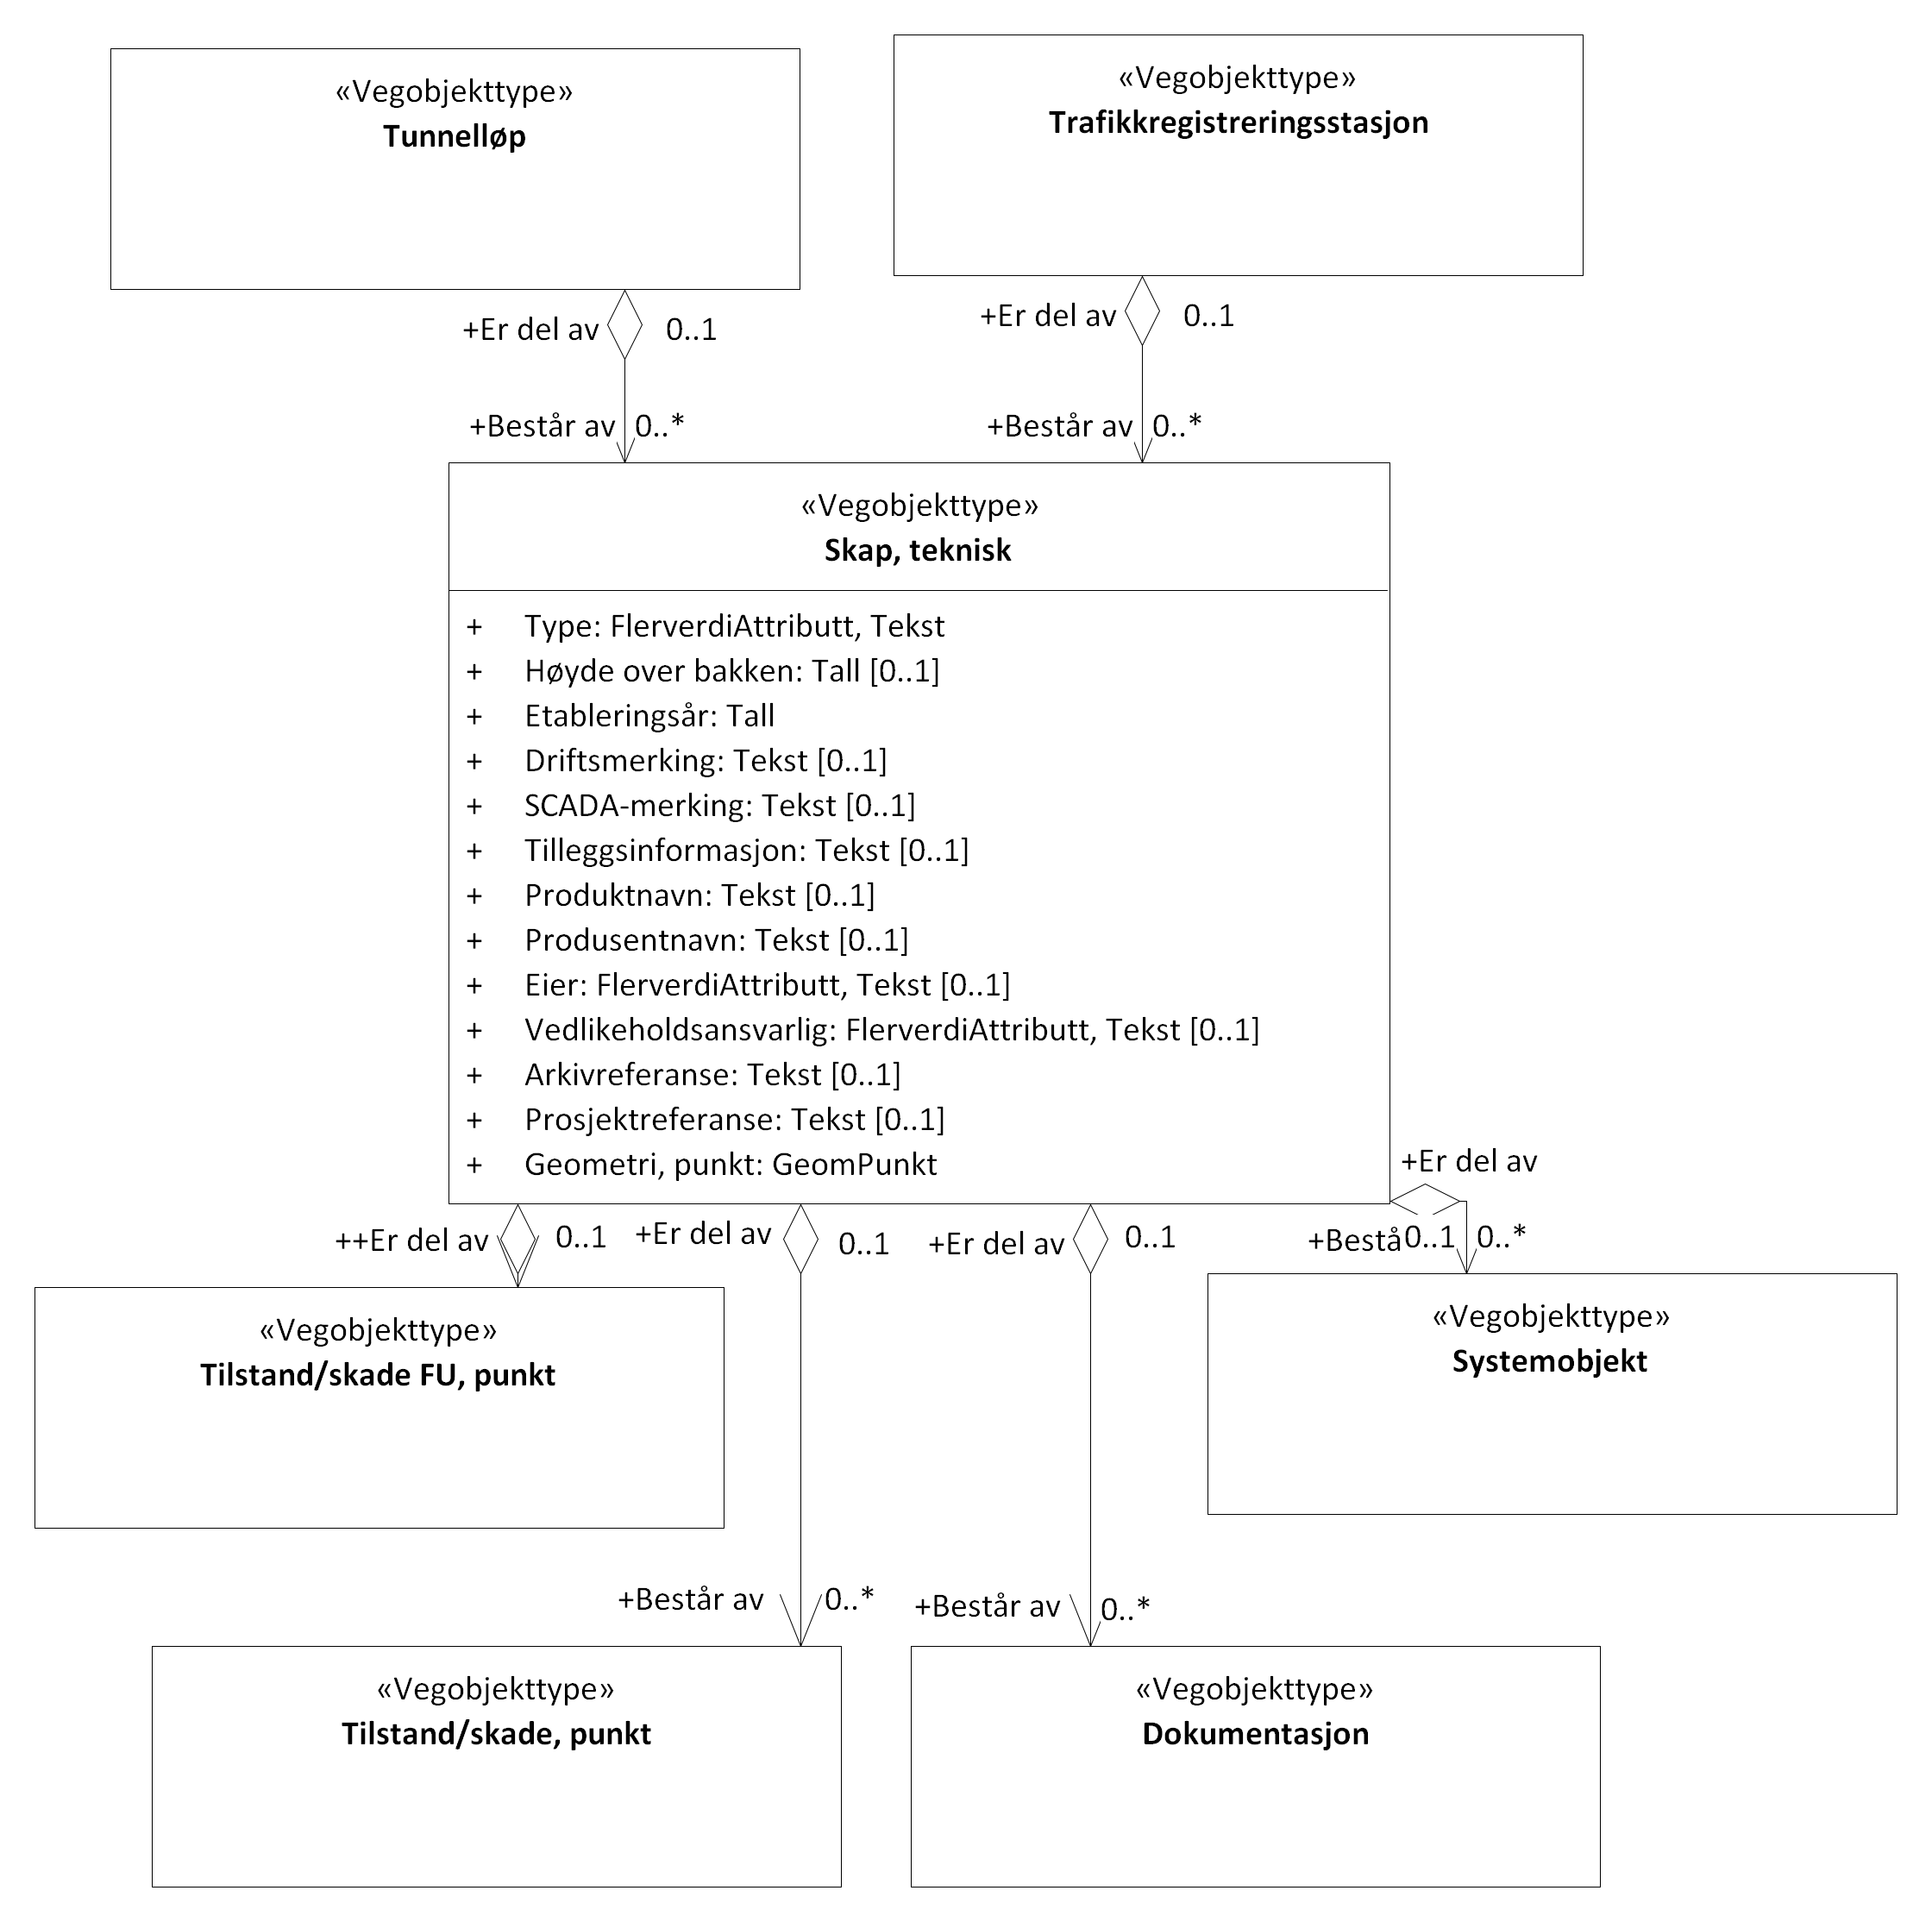 «Vegobjekttype»
Tunnelløp
«Vegobjekttype»
Trafikkregistreringsstasjon
+Er del av 0..1
+Er del av 0..1
+Består av 0..*
+Består av 0..*
«Vegobjekttype»
Skap, teknisk
+ Type: FlerverdiAttributt, Tekst
+ Høyde over bakken: Tall [0..1]
+ Etableringsår: Tall
+ Driftsmerking: Tekst [0..1]
+ SCADA-merking: Tekst [0..1]
+ Tilleggsinformasjon: Tekst [0..1]
+ Produktnavn: Tekst [0..1]
+ Produsentnavn: Tekst [0..1]
+ Eier: FlerverdiAttributt, Tekst [0..1]
+ Vedlikeholdsansvarlig: FlerverdiAttributt, Tekst [0..1]
+ Arkivreferanse: Tekst [0..1]
+ Prosjektreferanse: Tekst [0..1]
+ Geometri, punkt: GeomPunkt
+Er del av
++Er del av 0..1
+Er del av 0..1
+Er del av 0..1
+Bestå 0..1 0..*
«Vegobjekttype»
Tilstand/skade FU, punkt
«Vegobjekttype»
Systemobjekt
+Består av 0..*
+Består av 0..*
«Vegobjekttype»
Tilstand/skade, punkt
«Vegobjekttype»
Dokumentasjon